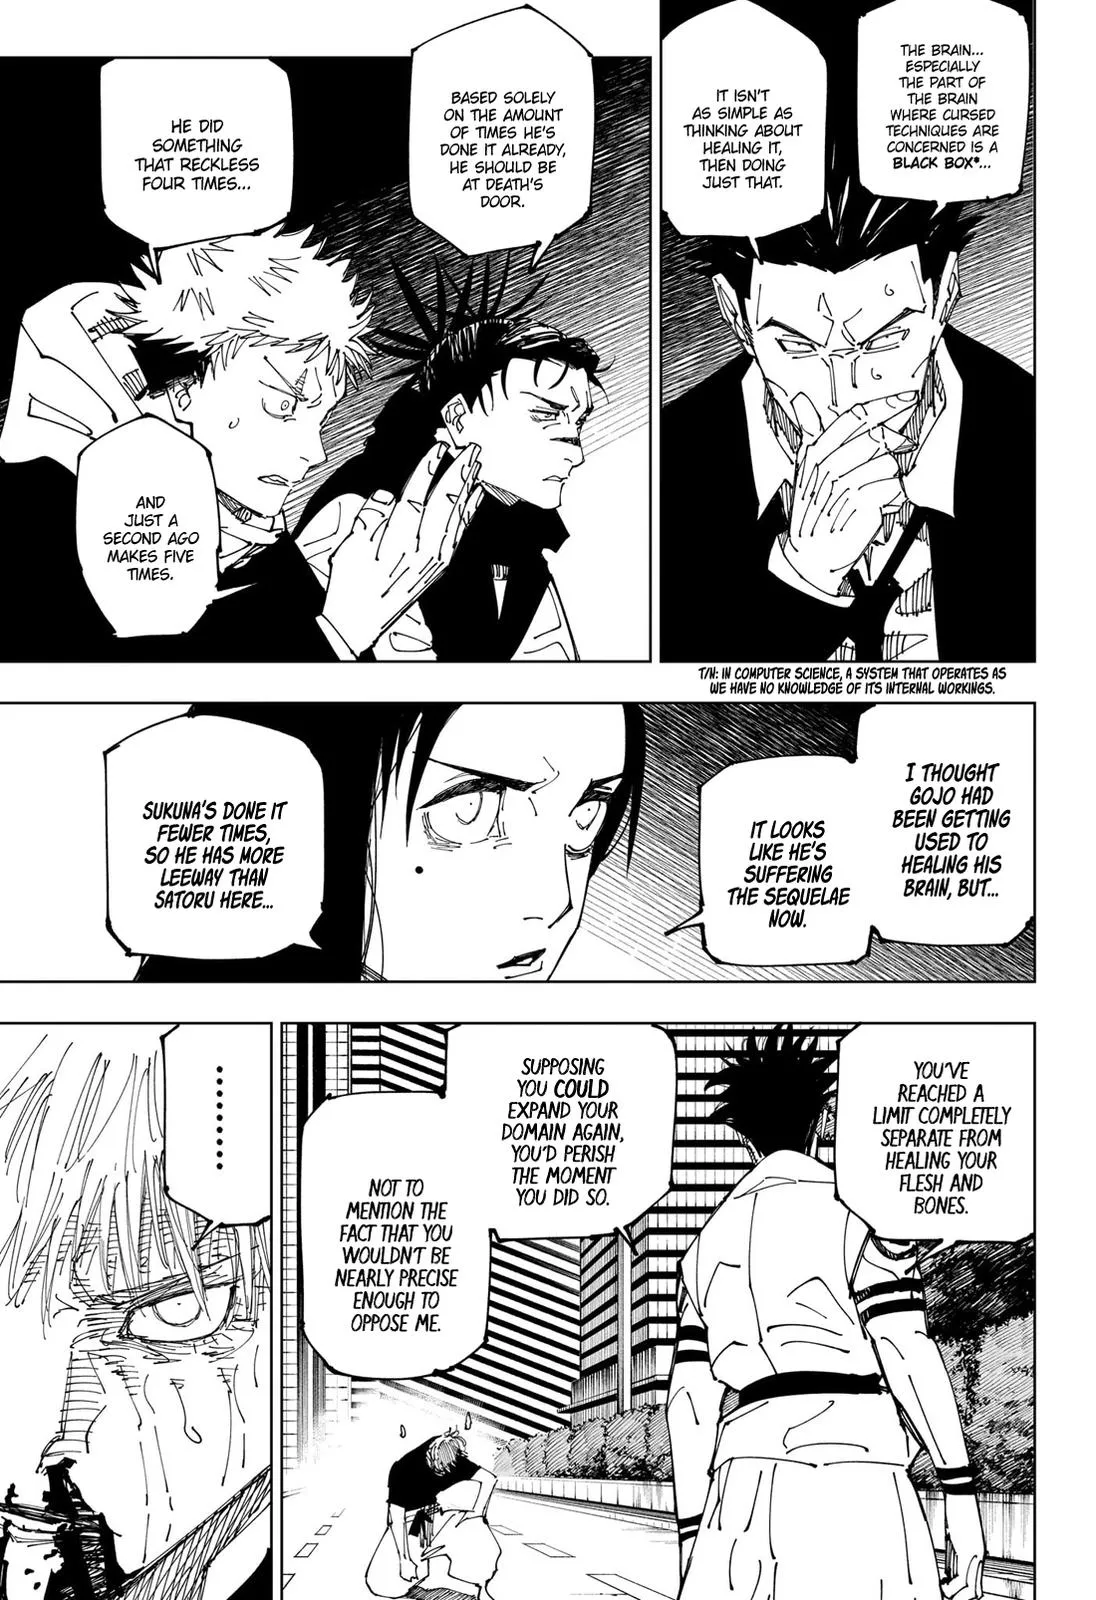 THE BRAIN...
ESPECIALLY
THE PART OF
THE BRAIN
WHERE CURSED
TECHNIQUES ARE
CONCERNED IS A
BLACK BOX*...
IT ISN'T
AS SIMPLE AS
THINKING ABOUT
HEALING IT,
THEN DOING
JUST THAT.
T/N: IN COMPUTER SCIENCE, A SYSTEM THAT OPERATES AS
WE HAVE NO KNOWLEDGE OF ITS INTERNAL WORKINGS.
BASED SOLELY
ON THE AMOUNT
OF TIMES HE'S
DONE IT ALREADY,
HE SHOULD BE
AT DEATH'S
DOOR.
HE DID
SOMETHING
THAT RECKLESS
FOUR TIMES...
AND
JUST A
SECOND AGO
MAKES FIVE
TIMES.
I THOUGHT
GOJO HAD
BEEN GETTING
USED TO
HEALING HIS
BRAIN, BUT...
IT LOOKS
LIKE HE'S
SUFFERING
THE SEQUELAE
NOW.
SUKUNA'S DONE IT
FEWER TIMES,
SO HE HAS MORE
LEEWAY THAN
SATORU HERE...
YOU'VE
REACHED A
LIMIT COMPLETELY
SEPARATE FROM
HEALING YOUR
FLESH AND
BONES.
SUPPOSING
YOU COULD
EXPAND YOUR
DOMAIN AGAIN,
YOU'D PERISH
THE MOMENT
YOU DID SO.
NOT TO
MENTION THE
FACT THAT YOU
WOULDN'T BE
NEARLY PRECISE
ENOUGH TO
OPPOSE ME.
........